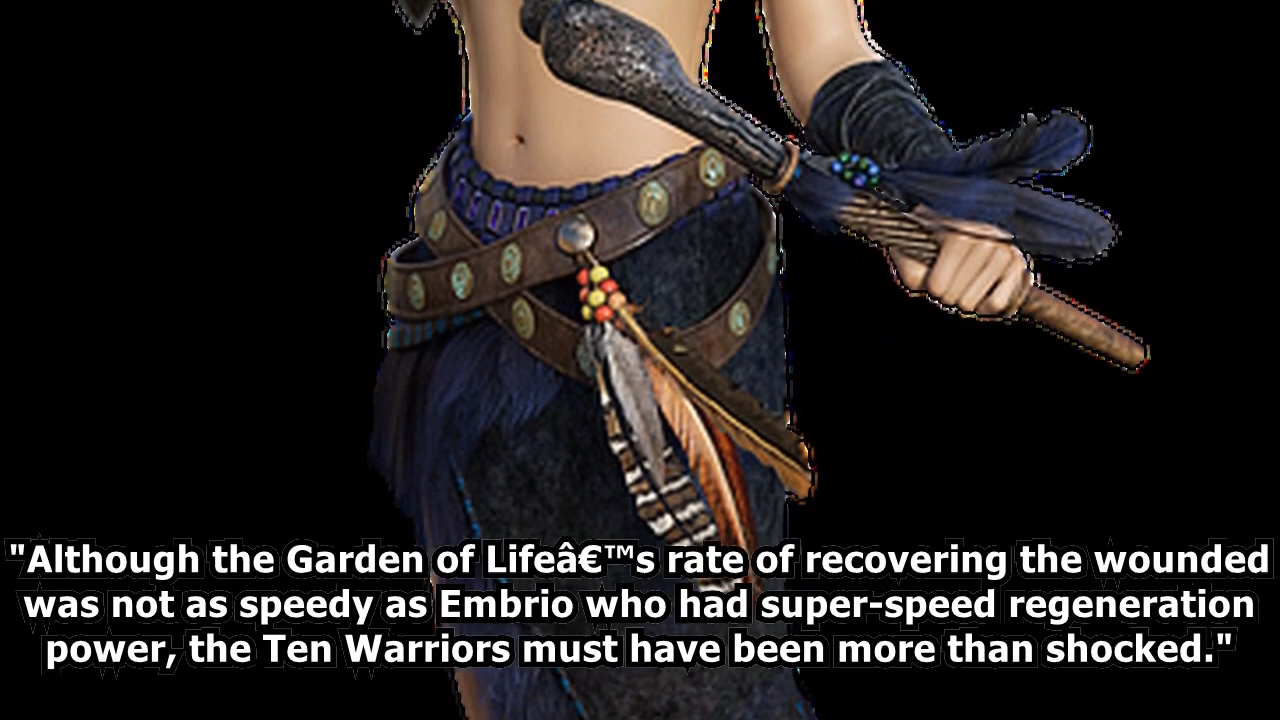 "Although the Garden of Lifeâ€™s rate of recovering the wounded
was not as speedy as Embrio who had super-speed regeneration
power, the Ten Warriors must have been more than shocked."